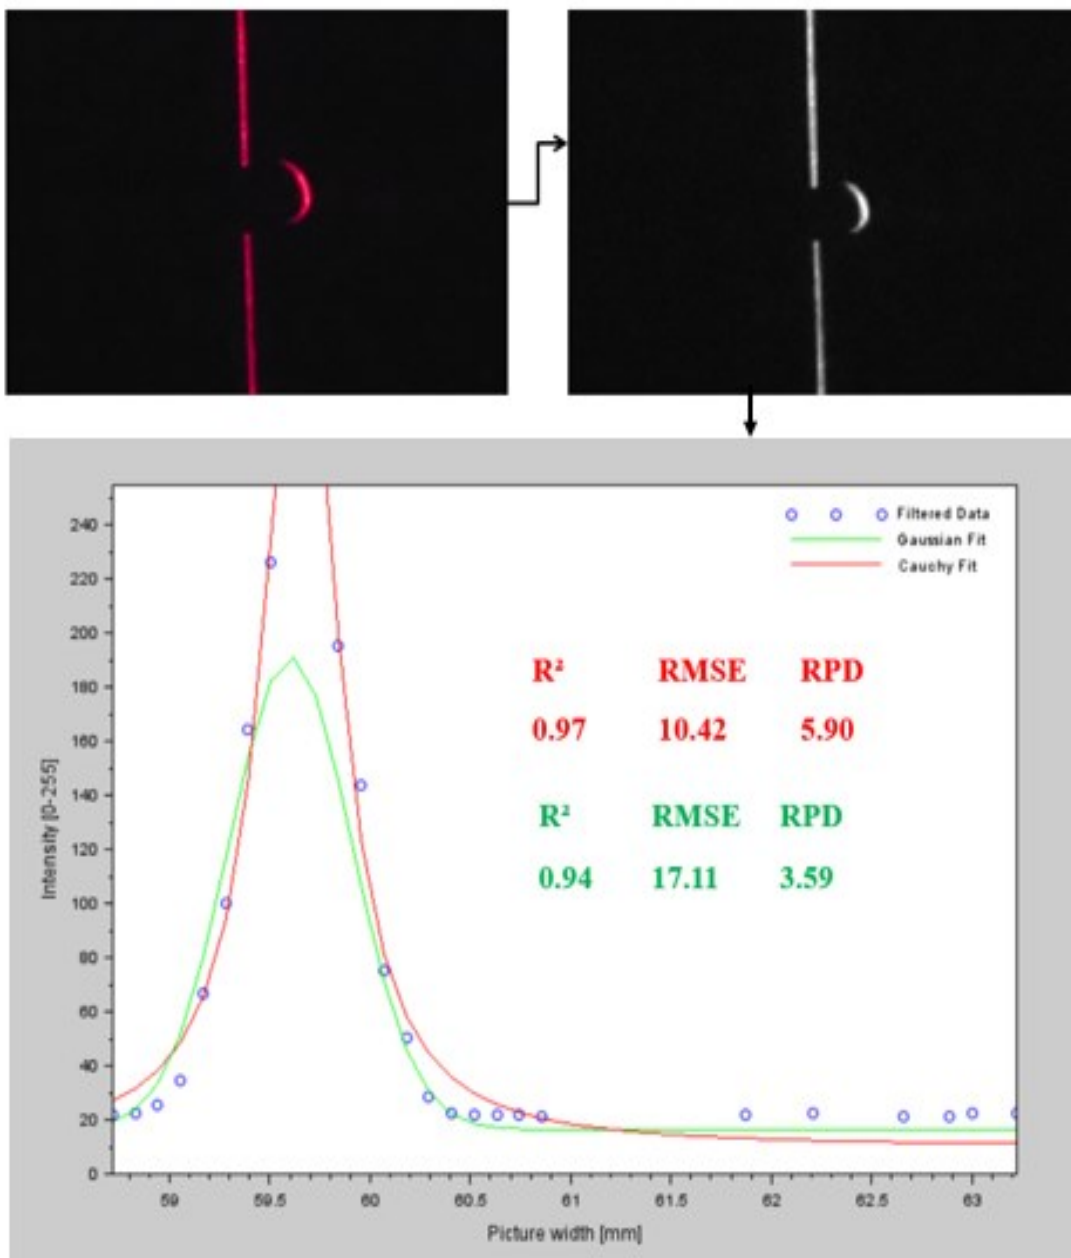 Filtered Data
Gaussian Fit
Cauchy Fit
240
220
200
180
160
140
120
100
80
60
40
20
0
Intensity [0-255]
R² RMSE RPD
0.97 10.42 5.90
R² RMSE RPD
0.94 17.11 3.59
59 59.5 60 60.5 61 61.5 62 62.5 63
Picture width [mm]